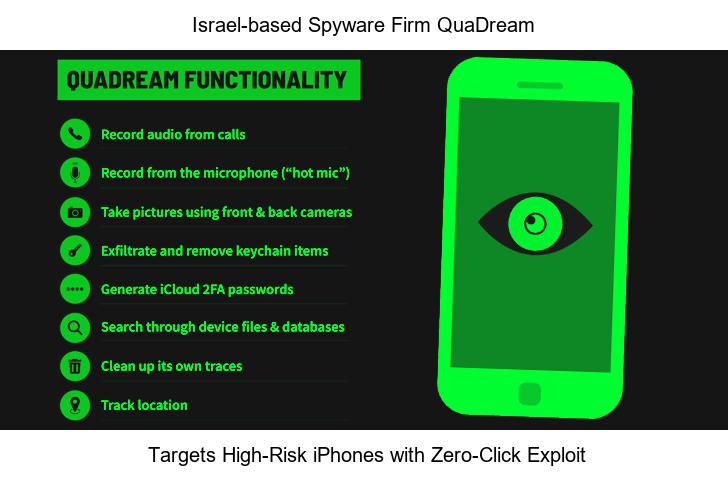 Israel-based Spyware Firm QuaDream
QUADREAM FUNCTIONALITY
Record audio from calls
Record from the microphone (“hot mic”)
Take pictures using front & back cameras
Exfiltrate and remove keychain items
Generate iCloud 2FA passwords
Search through device files & databases
Clean up its own traces
Track location
Targets High-Risk iPhones with Zero-Click Exploit